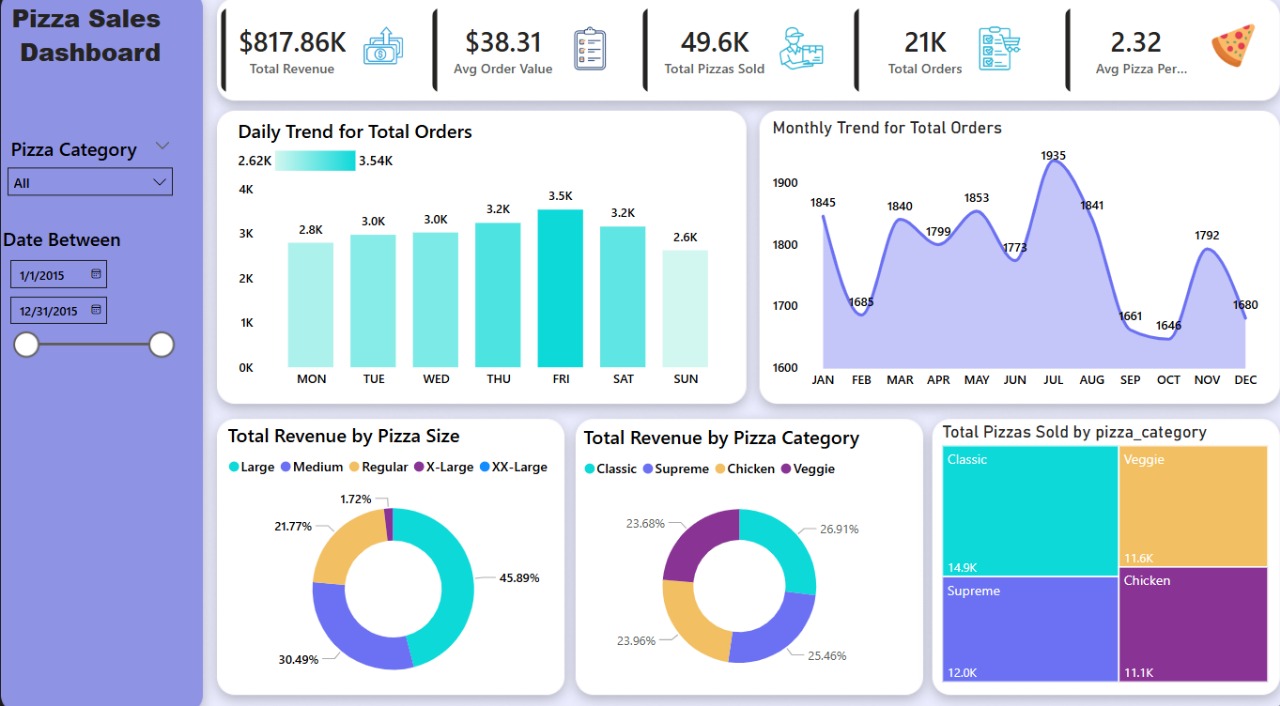 Pizza Sales
Dashboard
Pizza Category
All
Date Between
1/1/2015
12/31/2015
$817.86K
Total Revenue
$38.31
Avg Order Value
49.6K
Total Pizzas Sold
21K
Total Orders
2.32
Avg Pizza Per...
Daily Trend for Total Orders
2.62K 3.54K
4K
3K
2K
1K
0K
2.8K 3.0K 3.0K 3.2K 3.5K 3.2K 2.6K
MON TUE WED THU FRI SAT SUN
Monthly Trend for Total Orders
1900
1800
1700
1600
1845 1685 1840 1799 1853 1773 1935 1841 1661 1646 1792 1680
JAN FEB MAR APR MAY JUN JUL AUG SEP OCT NOV DEC
Total Revenue by Pizza Size
Large Medium Regular X-Large XX-Large
1.72%
21.77%
45.89%
30.49%
Total Revenue by Pizza Category
Classic Supreme Chicken Veggie
23.68%
26.91%
23.96%
25.46%
Total Pizzas Sold by pizza_category
Classic
14.9K
Supreme
12.0K
Veggie
11.6K
Chicken
11.1K